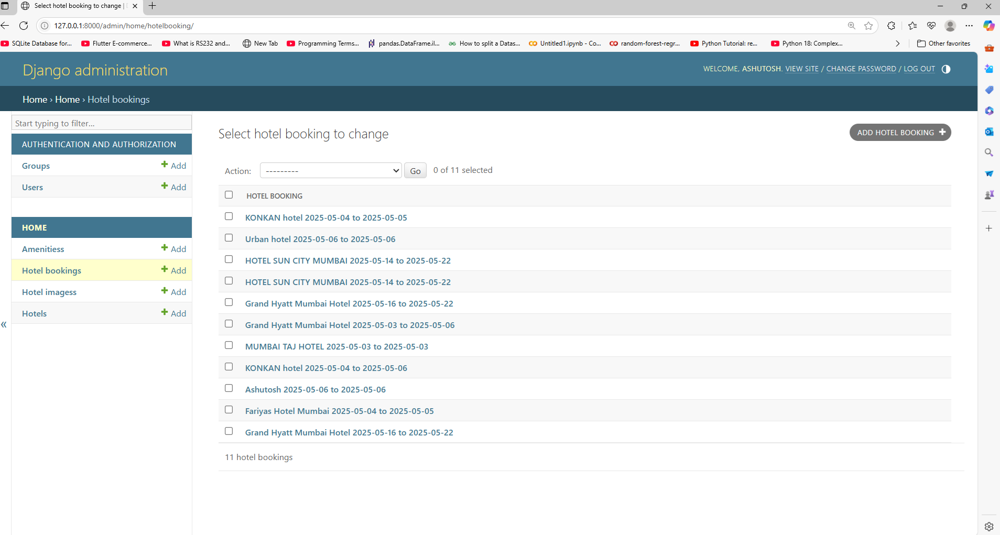 Select hotel booking to change |
127.0.0.1:8000/admin/home/hotelbooking/
SQLite Database for... Flutter E-commerce... What is RS232 and... New Tab Programming Terms... pandas.DataFrame.il... How to split a Datas... Untitled1.ipynb - Co... random-forest-regr... Python Tutorial: re... Python 18: Complex... Other favorites
Django administration
WELCOME, ASHUTOSH. VIEW SITE / CHANGE PASSWORD / LOG OUT
Home › Home › Hotel bookings
Start typing to filter...
AUTHENTICATION AND AUTHORIZATION
Groups Add
Users Add
HOME
Amenitiess Add
Hotel bookings Add
Hotel imagess Add
Hotels Add
«
Select hotel booking to change
ADD HOTEL BOOKING
Action: --------- Go 0 of 11 selected
HOTEL BOOKING
KONKAN hotel 2025-05-04 to 2025-05-05
Urban hotel 2025-05-06 to 2025-05-06
HOTEL SUN CITY MUMBAI 2025-05-14 to 2025-05-22
HOTEL SUN CITY MUMBAI 2025-05-14 to 2025-05-22
Grand Hyatt Mumbai Hotel 2025-05-16 to 2025-05-22
Grand Hyatt Mumbai Hotel 2025-05-03 to 2025-05-06
MUMBAI TAJ HOTEL 2025-05-03 to 2025-05-03
KONKAN hotel 2025-05-04 to 2025-05-06
Ashutosh 2025-05-06 to 2025-05-06
Fariyas Hotel Mumbai 2025-05-04 to 2025-05-05
Grand Hyatt Mumbai Hotel 2025-05-16 to 2025-05-22
11 hotel bookings